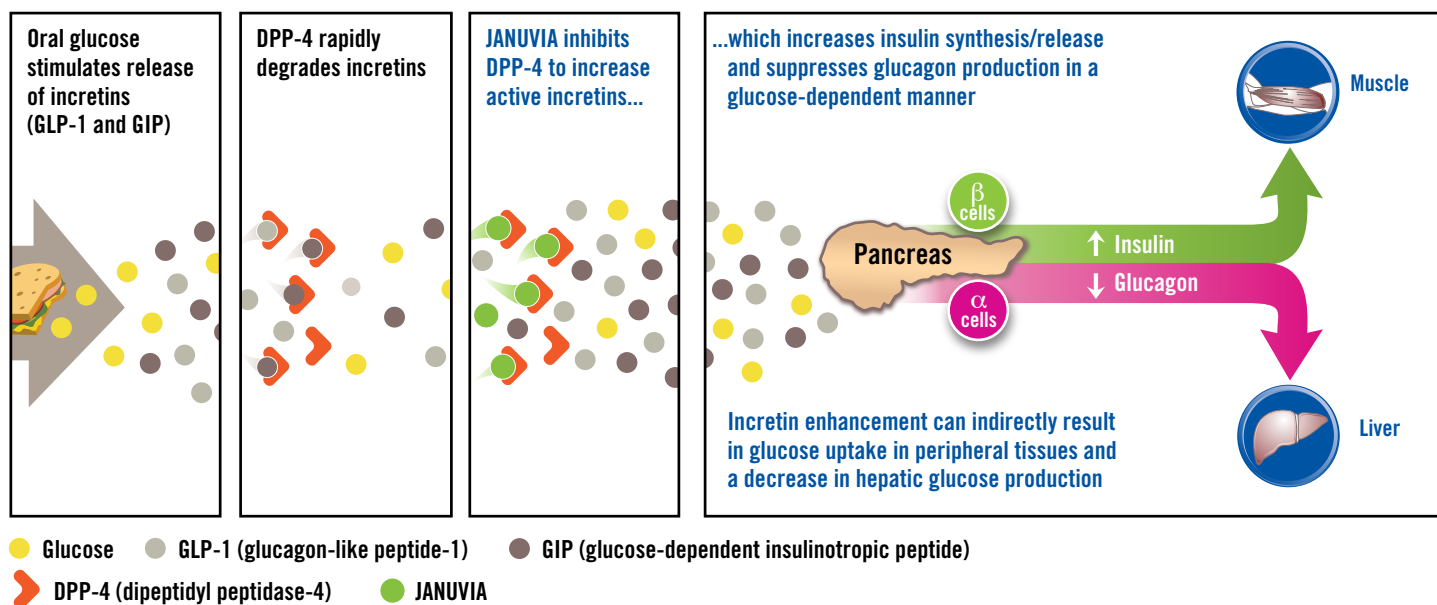 Oral glucose
stimulates release
of incretins
(GLP-1 and GIP)
DPP-4 rapidly
degrades incretins
JANUVIA inhibits
DPP-4 to increase
active incretins...
...which increases insulin synthesis/release
and suppresses glucagon production in a
glucose-dependent manner
Muscle
β
cells
Pancreas
↑ Insulin
↓ Glucagon
α
cells
Incretin enhancement can indirectly result
in glucose uptake in peripheral tissues and
a decrease in hepatic glucose production
Liver
Glucose
GLP-1 (glucagon-like peptide-1)
GIP (glucose-dependent insulinotropic peptide)
DPP-4 (dipeptidyl peptidase-4)
JANUVIA